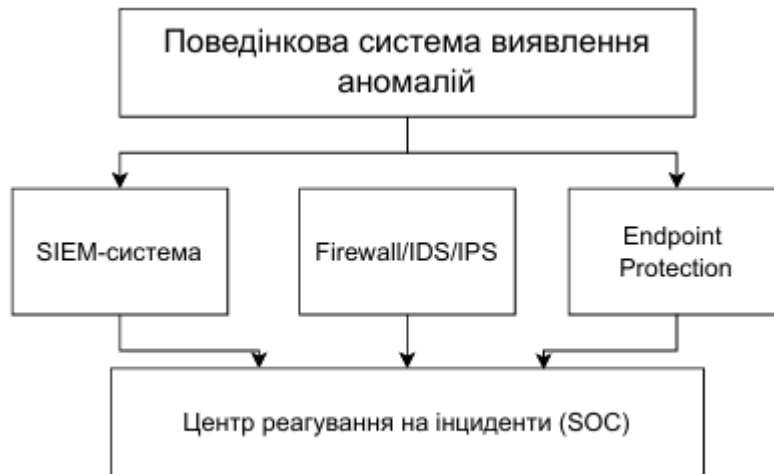 Поведінкова система виявлення
аномалій
SIEM-система
Firewall/IDS/IPS
Endpoint
Protection
Центр реагування на інциденти (SOC)